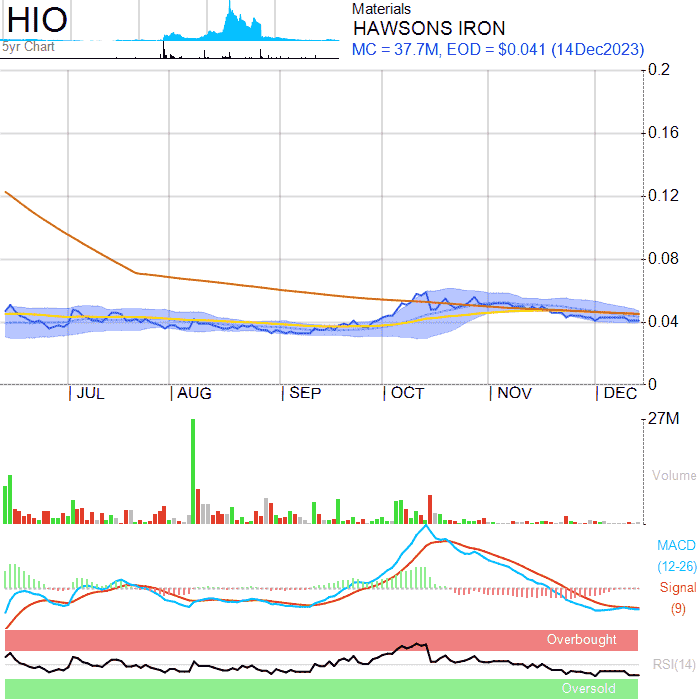 HIO
5yr Chart
Materials
HAWSONS IRON
MC = 37.7M, EOD = $0.041 (14Dec2023)
0.2
0.16
0.12
0.08
0.04
0
JUL AUG SEP OCT NOV DEC
27M
Volume
MACD
(12-26)
Signal
(9)
Overbought
RSI(14)
Oversold